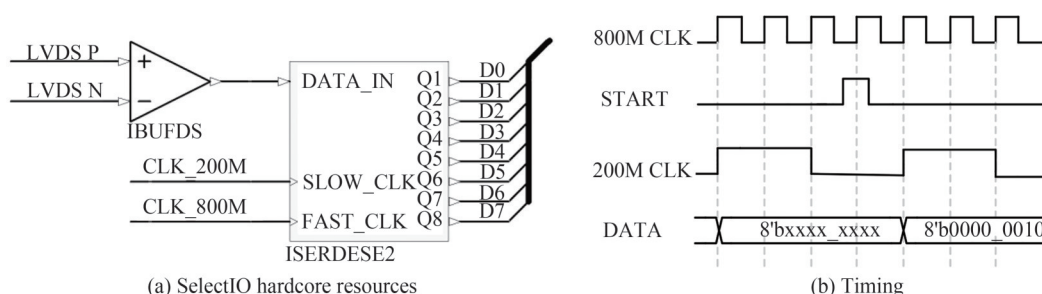 LVDS P
LVDS N
IBUFDS
CLK_200M
CLK_800M
DATA_IN
SLOW_CLK
FAST_CLK
Q1
Q2
Q3
Q4
Q5
Q6
Q7
Q8
D0
D1
D2
D3
D4
D5
D6
D7
ISERDESE2
(a) SelectIO hardcore resources
800M CLK
START
200M CLK
DATA
8'bxxxx_xxxx
8'b0000_0010
(b) Timing